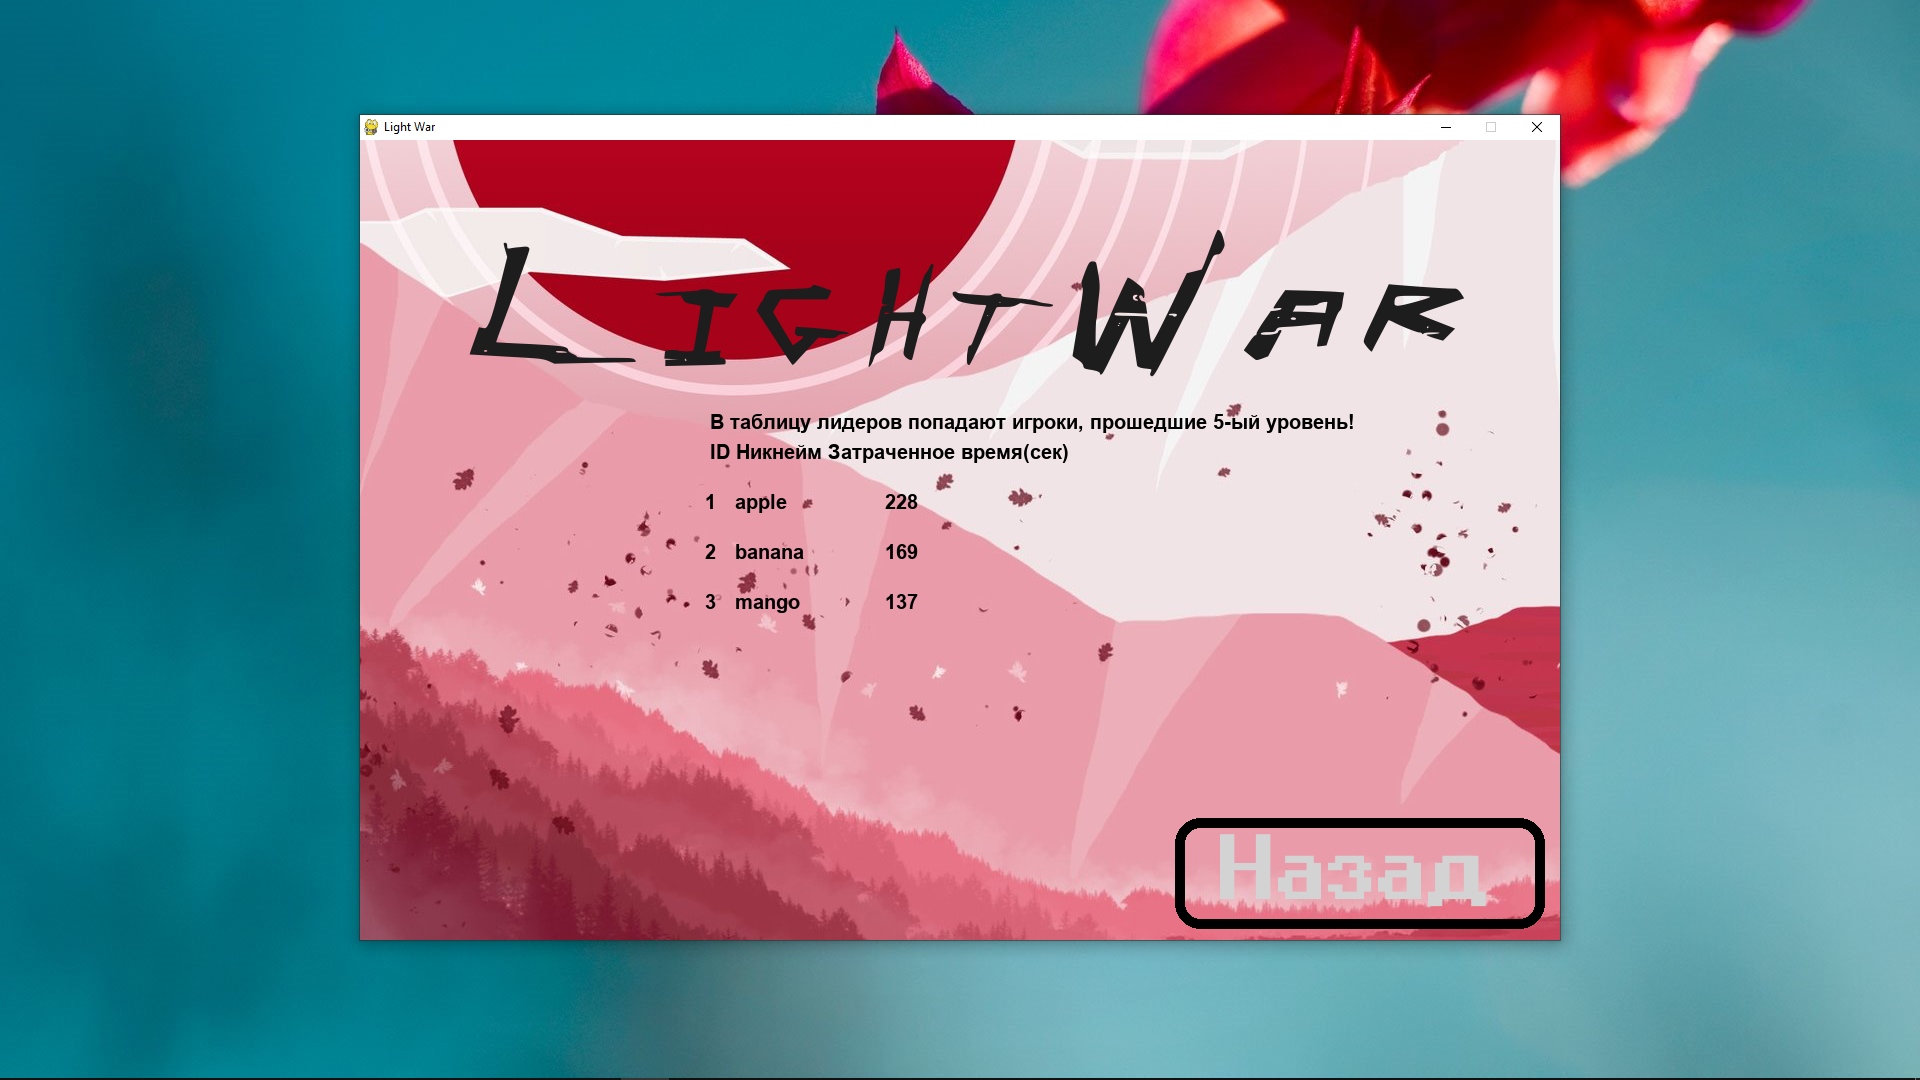 Light War
Light War
В таблицу лидеров попадают игроки, прошедшие 5-ый уровень!
ID Никнейм Затраченное время(сек)
1 apple 228
2 banana 169
3 mango 137
Назад